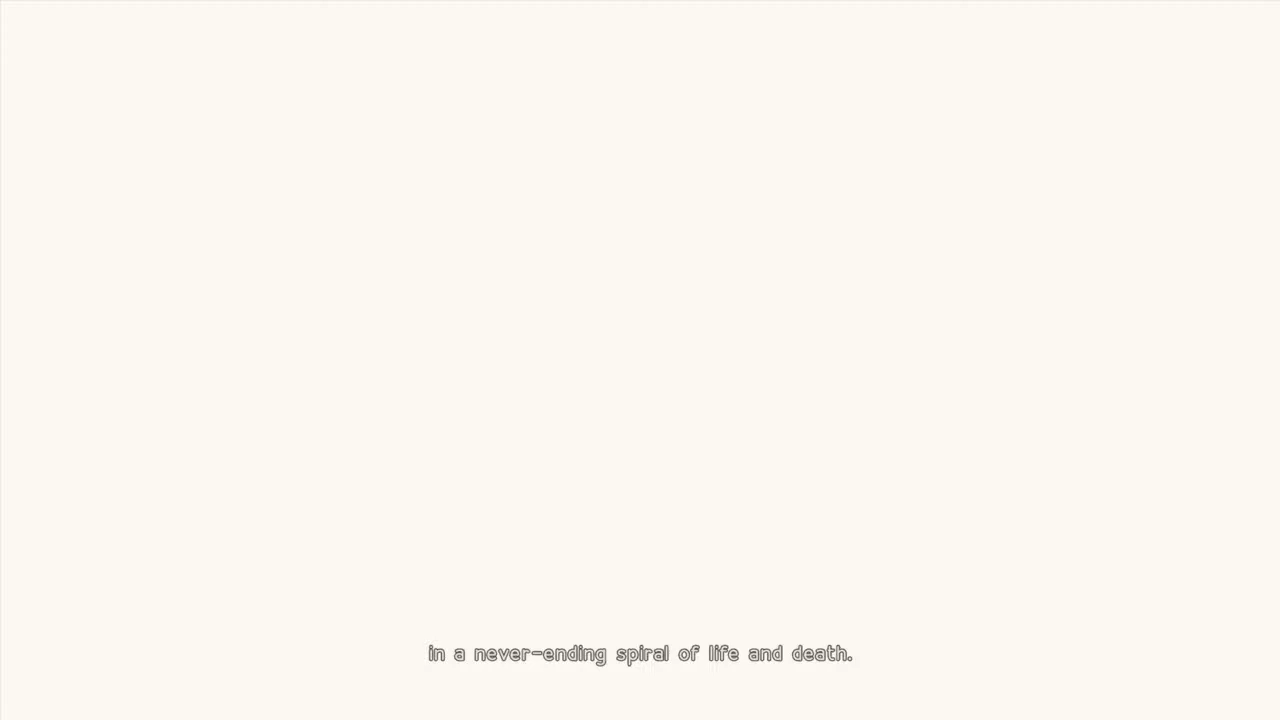 in a never-ending spiral of life and death.